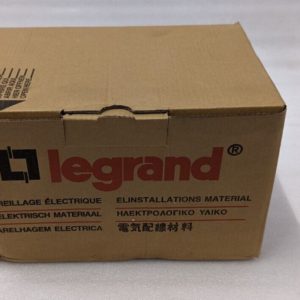 legrand®
REILLAGE ÉLECTRIQUE
ELINSTALLATIONS MATERIAL
ELEKTRISCH MATERIAAL
ΗΛΕΚΤΡΟΛΟΓΙΚΟ ΥΛΙΚΟ
ARELHAGEM ELECTRICA
電気配線材料